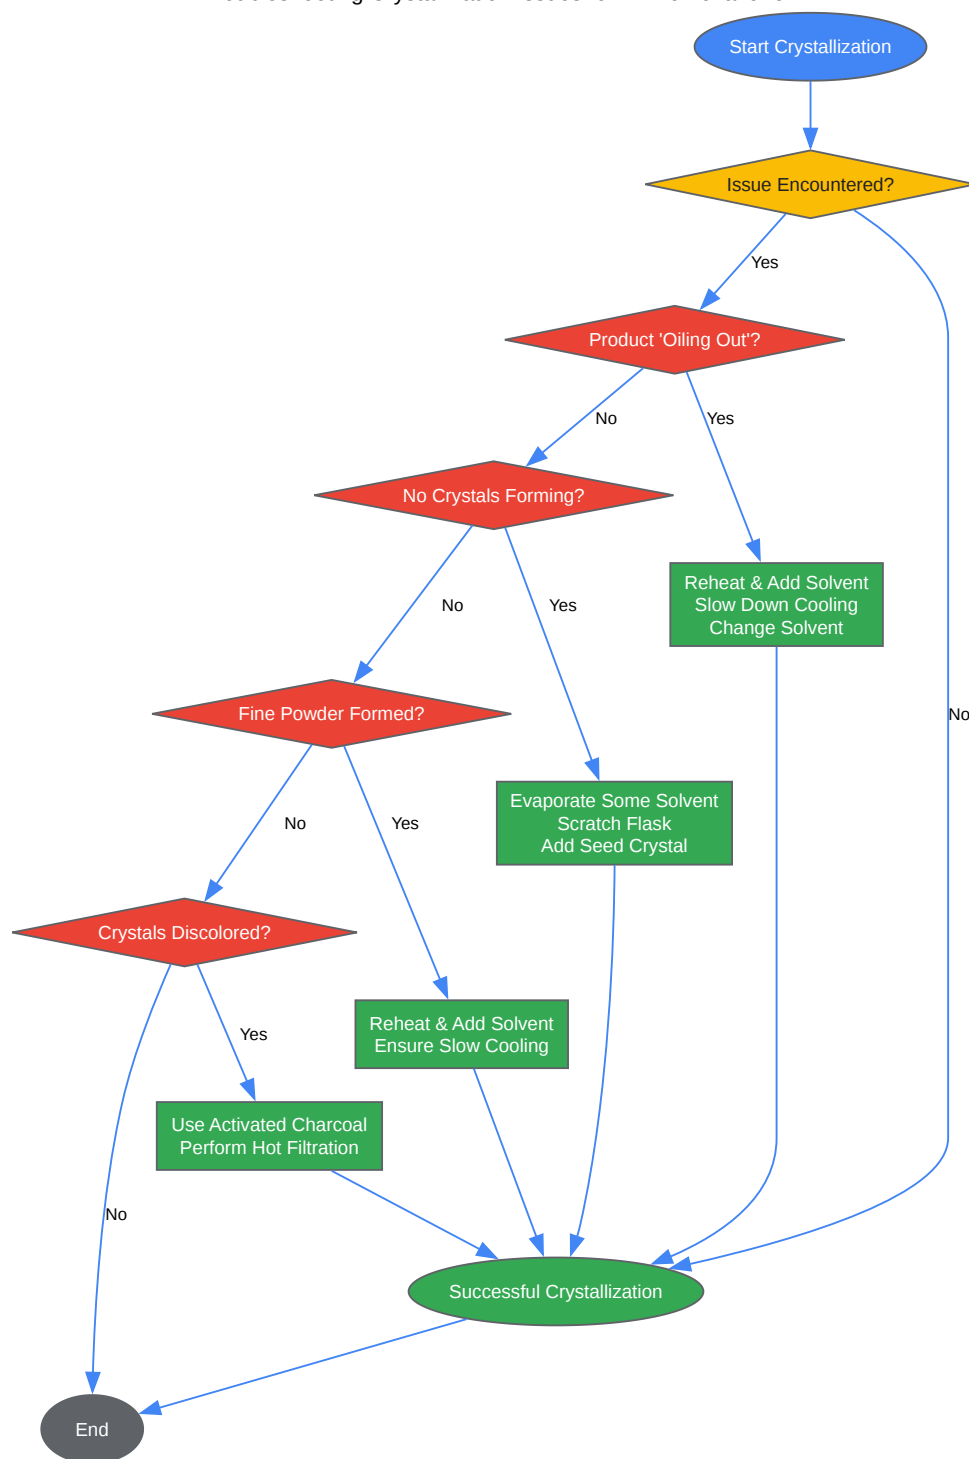 Start Crystallization
Issue Encountered?
Yes
Product 'Oiling Out'?
No
Yes
No Crystals Forming?
Reheat & Add Solvent
Slow Down Cooling
Change Solvent
No
Yes
Fine Powder Formed?
No
Evaporate Some Solvent
Scratch Flask
Add Seed Crystal
No
Yes
Crystals Discolored?
Reheat & Add Solvent
Ensure Slow Cooling
Yes
Use Activated Charcoal
Perform Hot Filtration
No
Successful Crystallization
End